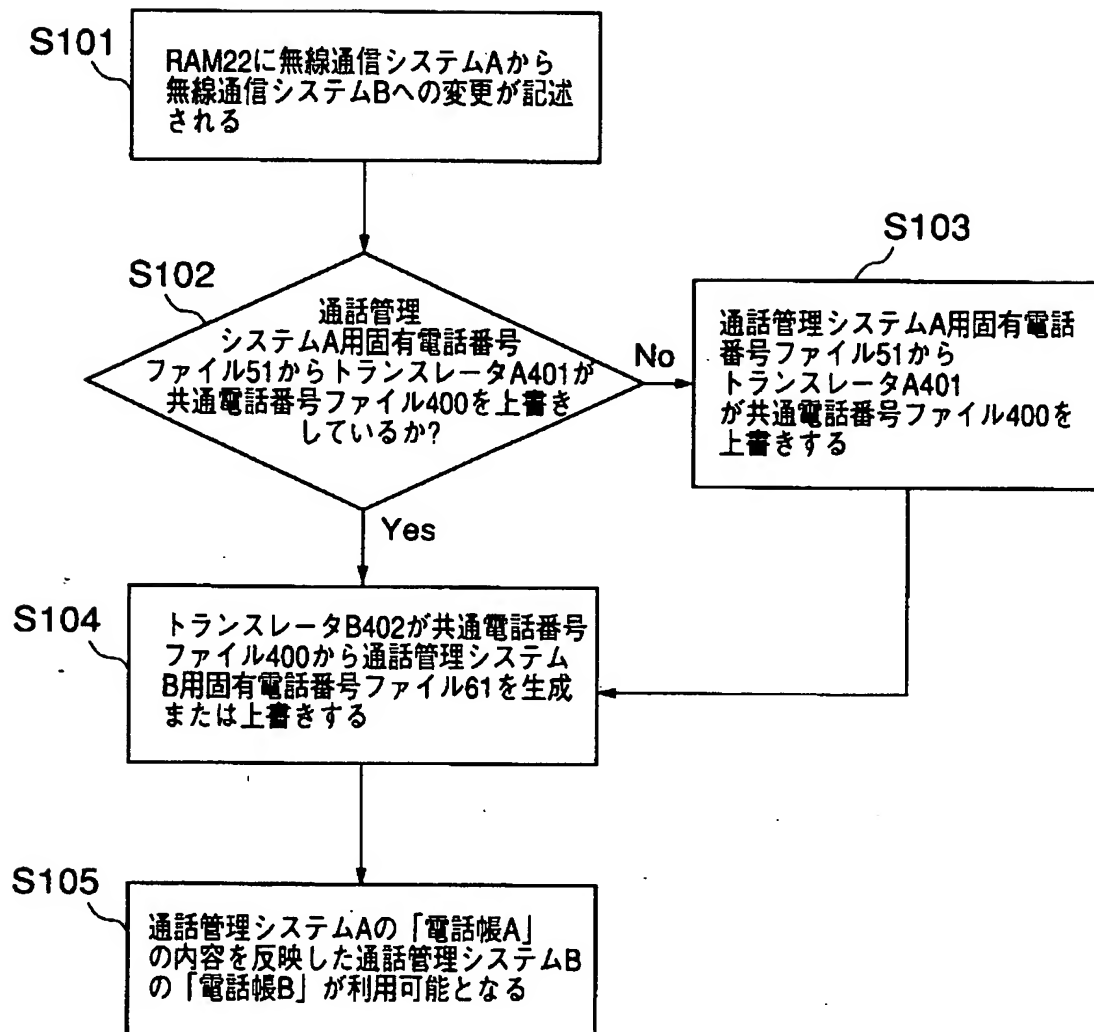 S101
RAM22に無線通信システムAから
無線通信システムBへの変更が記述
される
S102
通話管理
システムA用固有電話番号
ファイル51からトランスレータA401が
共通電話番号ファイル400を上書き
しているか?
No
Yes
S103
通話管理システムA用固有電話
番号ファイル51から
トランスレータA401
が共通電話番号ファイル400を
上書きする
S104
トランスレータB402が共通電話番号
ファイル400から通話管理システム
B用固有電話番号ファイル61を生成
または上書きする
S105
通話管理システムAの「電話帳A」
の内容を反映した通話管理システムB
の「電話帳B」が利用可能となる